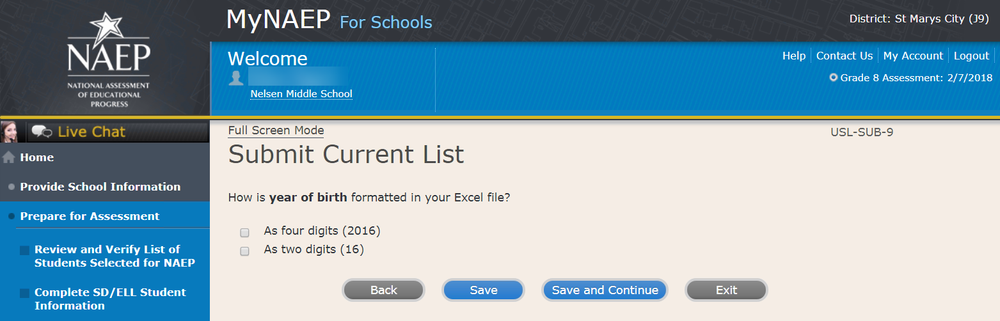 NAEP
NATIONAL ASSESSMENT
OF EDUCATIONAL
PROGRESS
MyNAEP For Schools
District: St Marys City (J9)
Welcome
Nelsen Middle School
Help Contact Us My Account Logout
Grade 8 Assessment: 2/7/2018
Live Chat
Home
Provide School Information
Prepare for Assessment
Review and Verify List of
Students Selected for NAEP
Complete SD/ELL Student
Information
Full Screen Mode
USL-SUB-9
Submit Current List
How is year of birth formatted in your Excel file?
As four digits (2016)
As two digits (16)
Back Save Save and Continue Exit